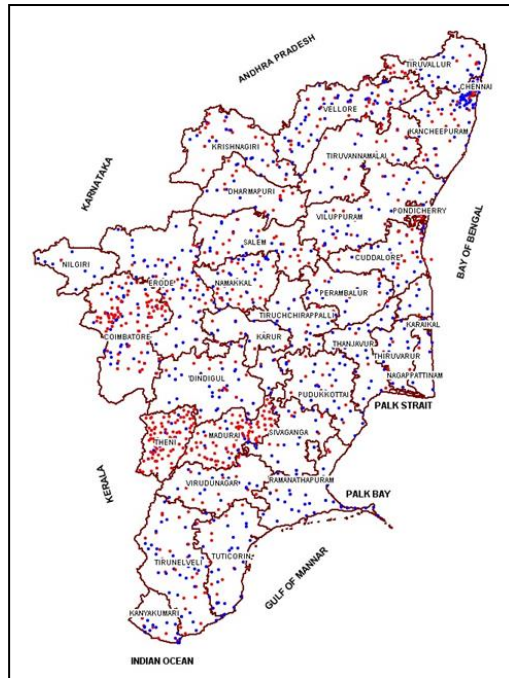 ANDHRA PRADESH
TIRUVALLUR
CHENNAI
VELLORE
KANCHEEPURAM
KRISHNAGIRI
TIRUVANNAMALAI
KARNATAKA
DHARMAPURI
PONDICHERRY
VILUPPURAM
BAY OF BENGAL
SALEM
CUDDALORE
NILGIRI
ERODE
NAMAKKAL
PERAMBALUR
TIRUCHCHIRAPPALLI
KARAIKAL
COIMBATORE
KARUR
THANJAVUR
THIRUVARUR
NAGAPPATTINAM
DINDIGUL
PUDUKKOTTAI
PALK STRAIT
THENI
MADURAI
SIVAGANGA
KERALA
VIRUDUNAGAR
RAMANATHAPURAM
PALK BAY
TIRUNELVELI
TUTICORIN
GULF OF MANNAR
KANYAKUMARI
INDIAN OCEAN